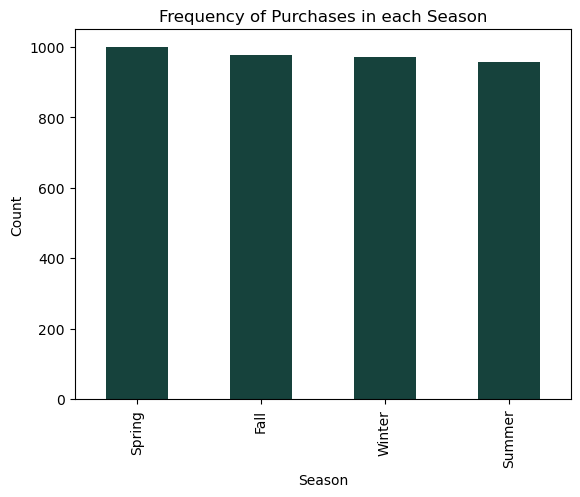 Frequency of Purchases in each Season
Count
1000
800
600
400
200
0
Spring
Fall
Winter
Summer
Season